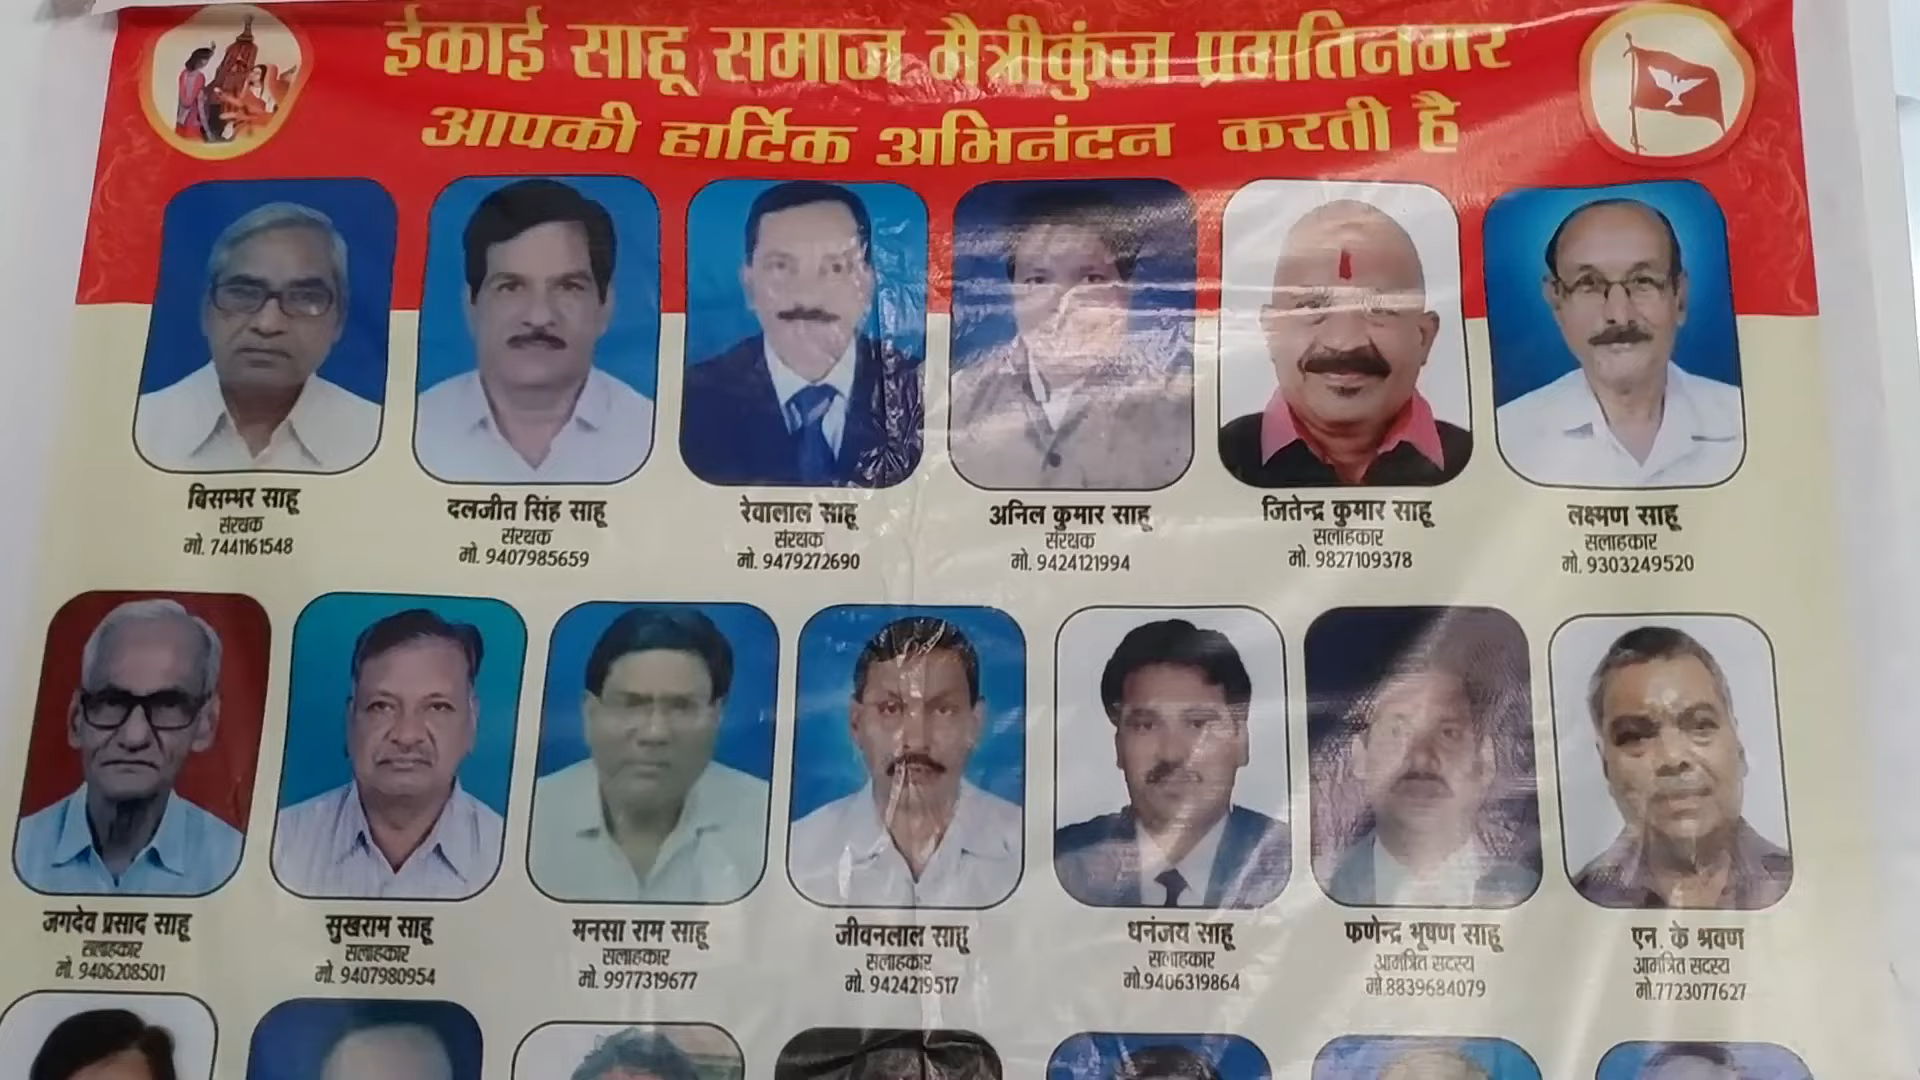 ईकाई साहू समाज मैत्रीकुंज प्रगतिनगर
आपकी हार्दिक अभिनंदन करती है
बिसम्भर साहू
संरक्षक
मो. 7441161548
दलजीत सिंह साहू
संरक्षक
मो. 9407985659
रेवालाल साहू
संरक्षक
मो. 9479272690
अनिल कुमार साहू
संरक्षक
मो. 9424121994
जितेन्द्र कुमार साहू
सलाहकार
मो. 9827109378
लक्ष्मण साहू
सलाहकार
मो. 9303249520
जगदेव प्रसाद साहू
सलाहकार
मो. 9406208501
सुखराम साहू
सलाहकार
मो. 9407980954
मनसा राम साहू
सलाहकार
मो. 9977319677
जीवनलाल साहू
सलाहकार
मो. 9424219517
धनंजय साहू
सलाहकार
मो.9406319864
फणेन्द्र भूषण साहू
आमंत्रित सदस्य
मो.8839684079
एन. के श्रवण
आमंत्रित सदस्य
मो.7723077627